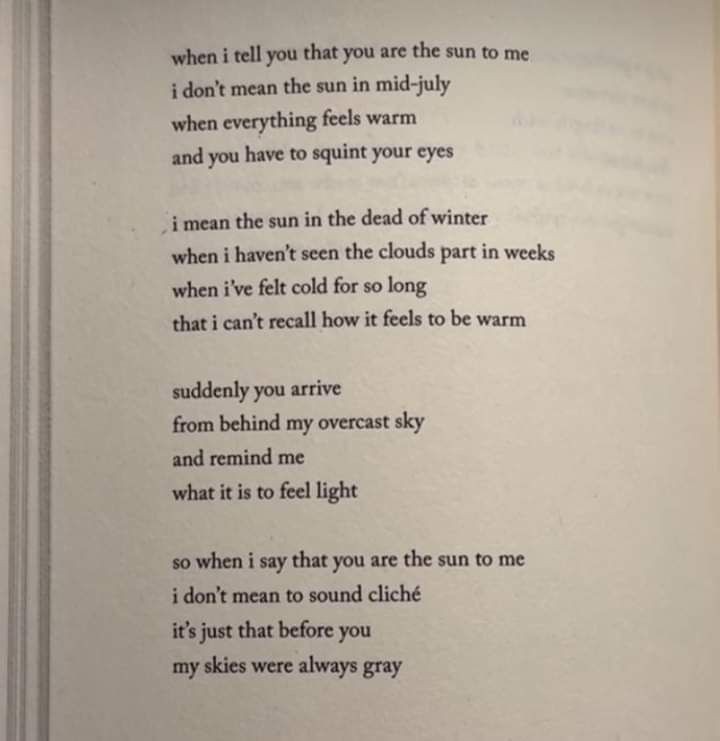 when i tell you that you are the sun to me
i don't mean the sun in mid-july
when everything feels warm
and you have to squint your eyes
i mean the sun in the dead of winter
when i haven't seen the clouds part in weeks
when i've felt cold for so long
that i can't recall how it feels to be warm
suddenly you arrive
from behind my overcast sky
and remind me
what it is to feel light
so when i say that you are the sun to me
i don't mean to sound cliché
it's just that before you
my skies were always gray